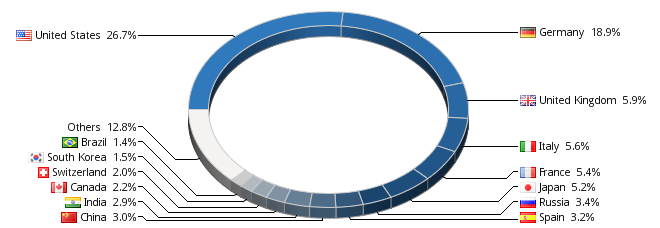 United States 26.7%
Germany 18.9%
United Kingdom 5.9%
Italy 5.6%
France 5.4%
Japan 5.2%
Russia 3.4%
Spain 3.2%
China 3.0%
India 2.9%
Canada 2.2%
Switzerland 2.0%
South Korea 1.5%
Brazil 1.4%
Others 12.8%